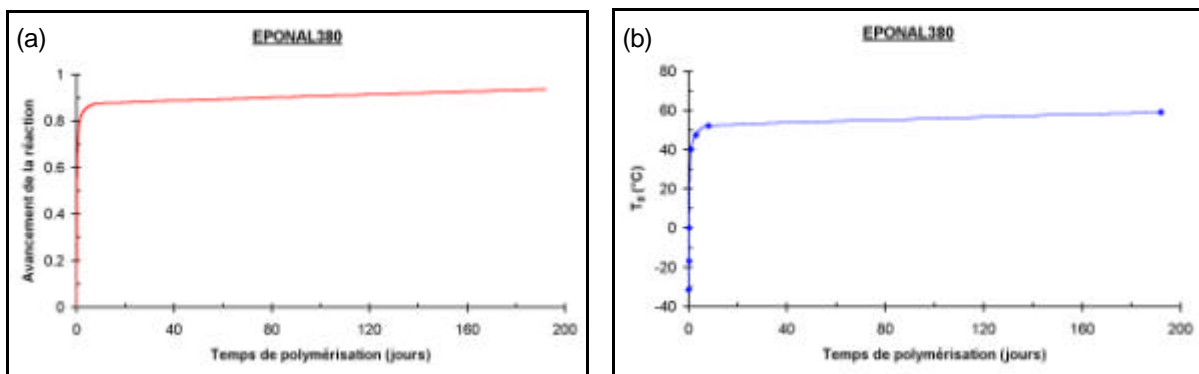 (a)
EPONAL380
Avancement de la réaction
1
0.8
0.6
0.4
0.2
0
0 40 80 120 160 200
Temps de polymérisation (jours)
(b)
EPONAL380
Tg (°C)
80
60
40
20
0
-20
-40
0 40 80 120 160 200
Temps de polymérisation (jours)